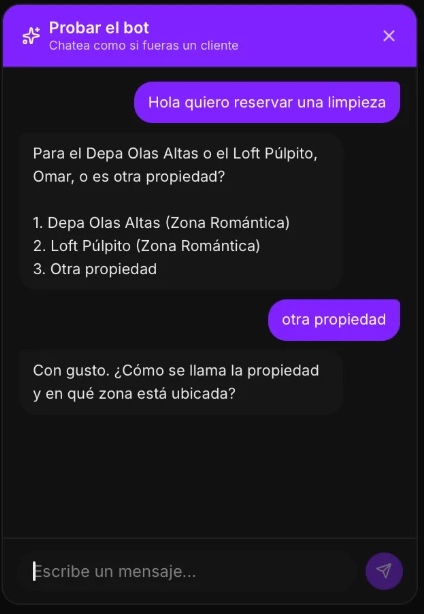 Probar el bot
Chatea como si fueras un cliente
Hola quiero reservar una limpieza
Para el Depa Olas Altas o el Loft Púlpito,
Omar, o es otra propiedad?
1. Depa Olas Altas (Zona Romántica)
2. Loft Púlpito (Zona Romántica)
3. Otra propiedad
otra propiedad
Con gusto. ¿Cómo se llama la propiedad
y en qué zona está ubicada?
Escribe un mensaje...